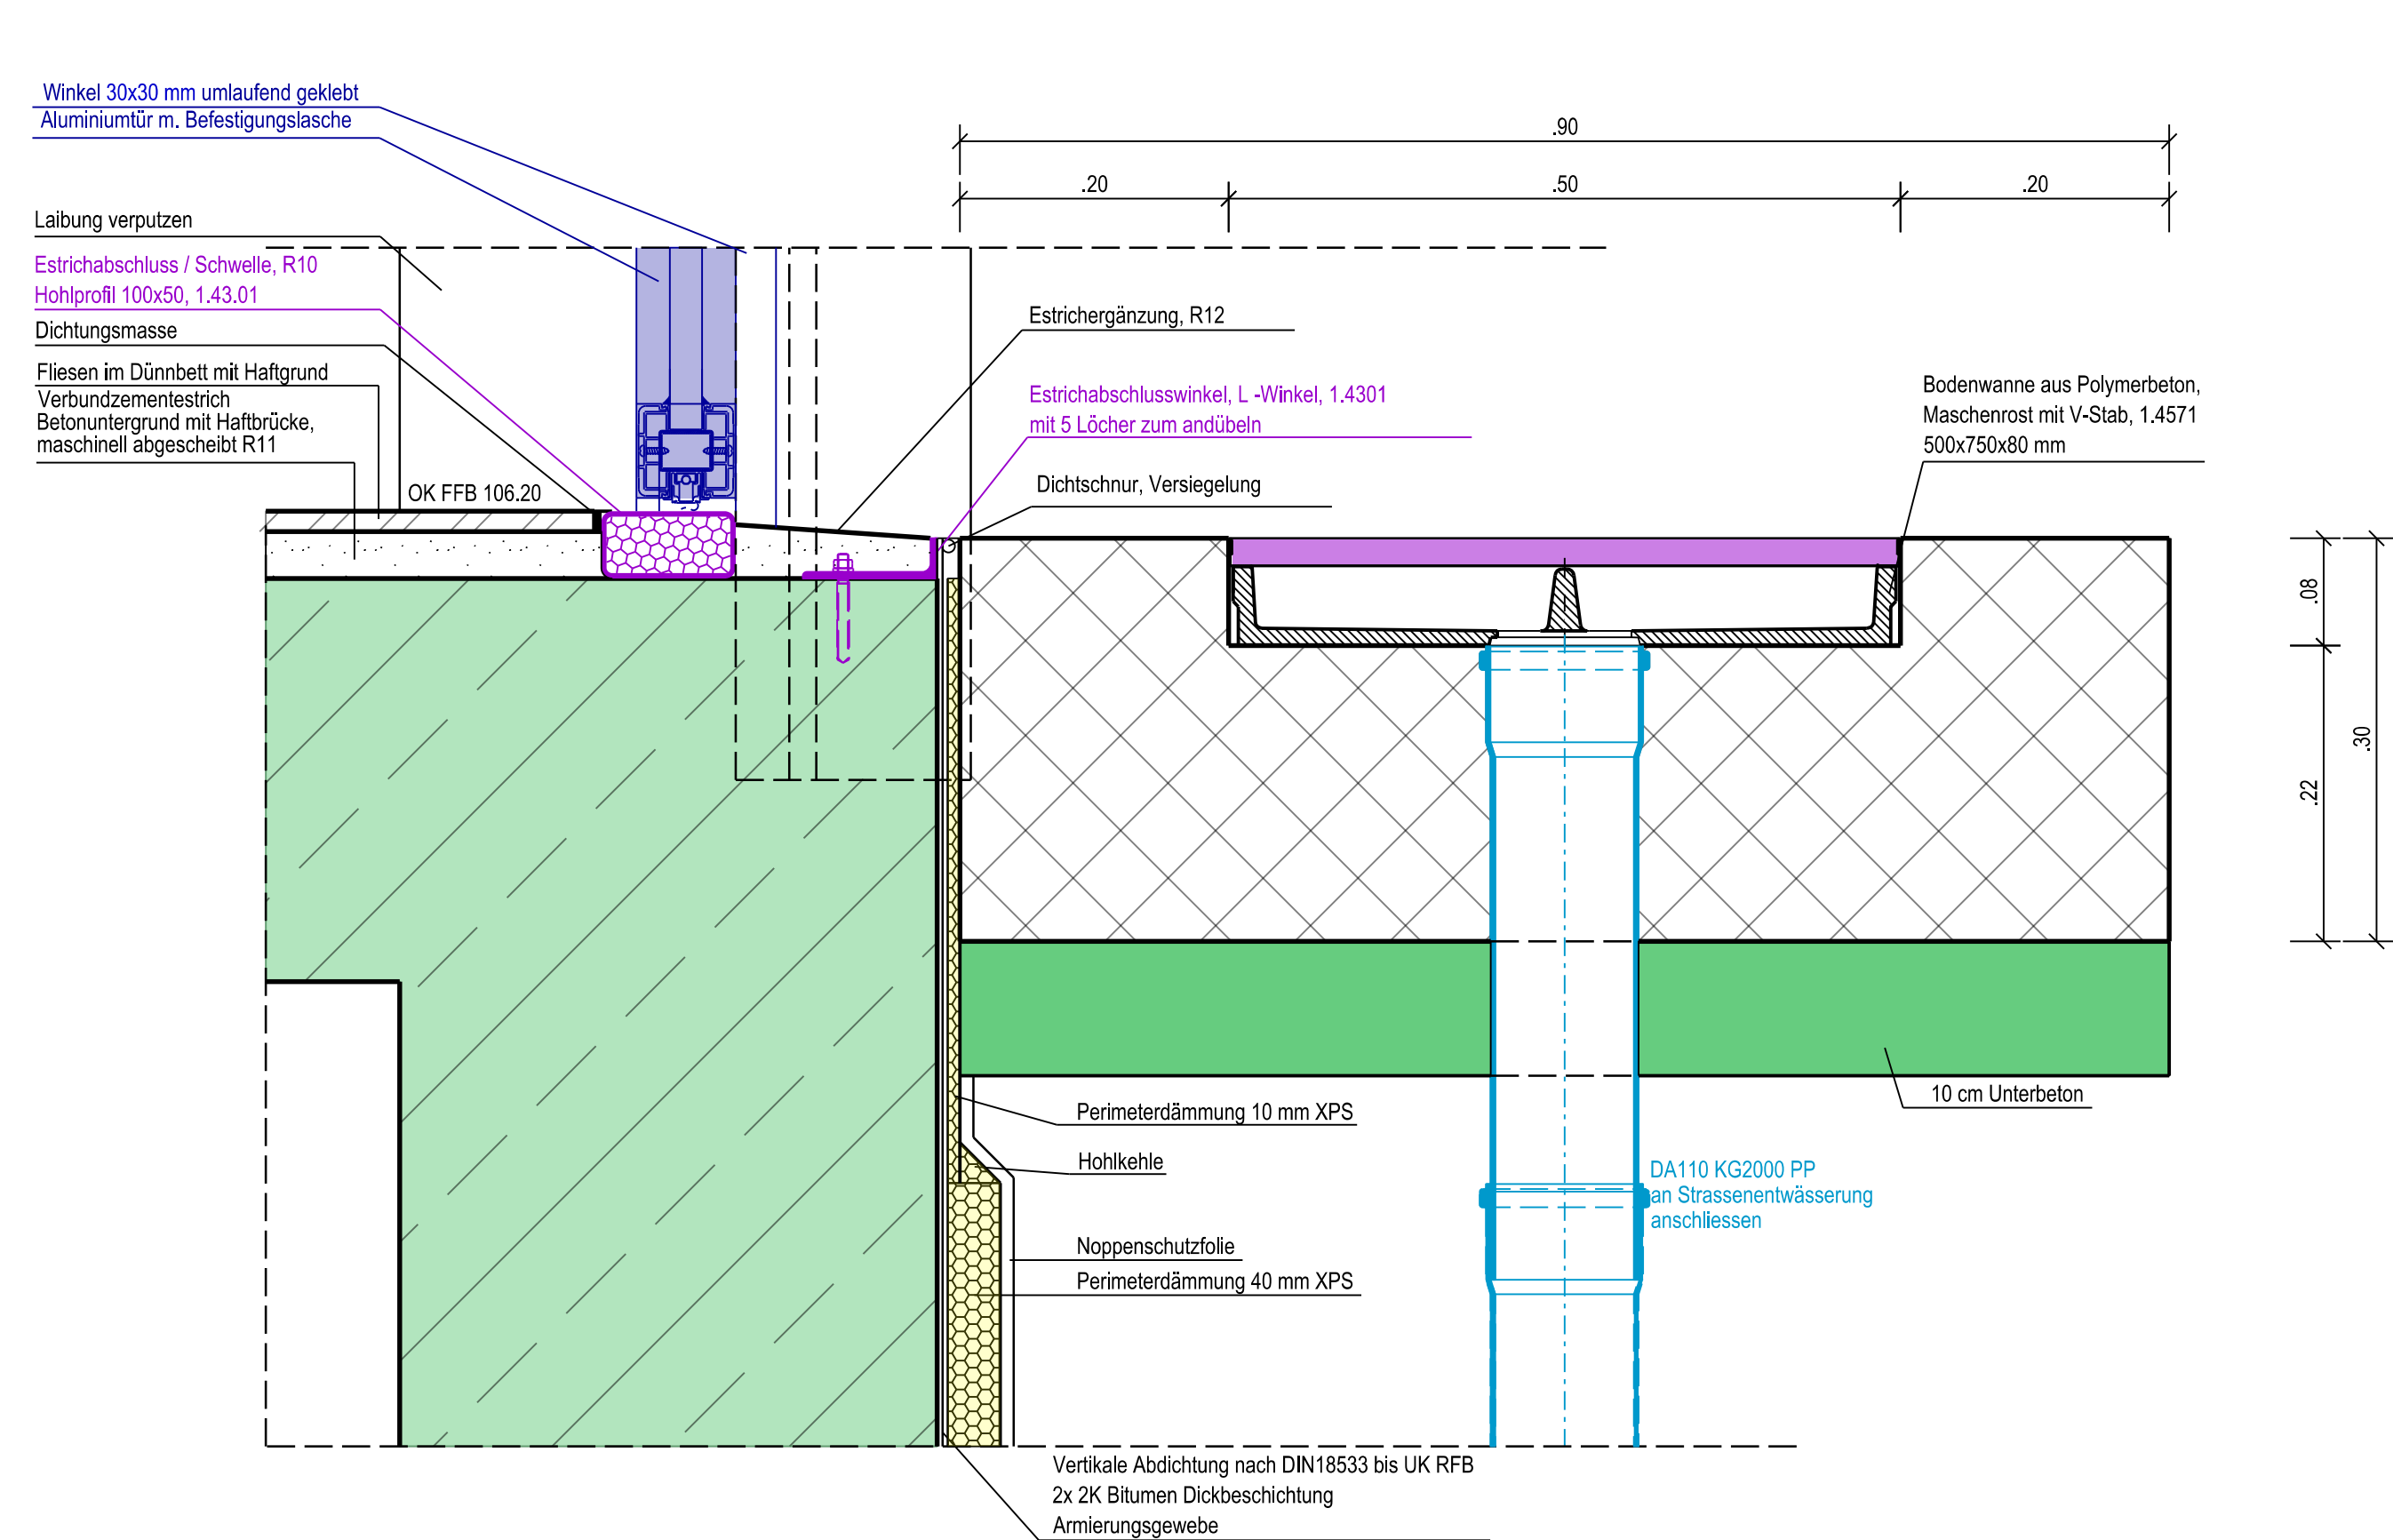 Winkel 30x30 mm umlaufend geklebt
Aluminiumtür m. Befestigungslasche
.90
.20
.50
.20
Laibung verputzen
Estrichabschluss / Schwelle, R10
Hohlprofil 100x50, 1.43.01
Dichtungsmasse
Fliesen im Dünnbett mit Haftgrund
Verbundzementestrich
Betonuntergrund mit Haftbrücke,
maschinell abgescheibt R11
OK FFB 106.20
Estrichergänzung, R12
Estrichabschlusswinkel, L -Winkel, 1.4301
mit 5 Löcher zum andübeln
Dichtschnur, Versiegelung
Bodenwanne aus Polymerbeton,
Maschenrost mit V-Stab, 1.4571
500x750x80 mm
.08
.22
.30
10 cm Unterbeton
Perimeterdämmung 10 mm XPS
Hohlkehle
DA110 KG2000 PP
an Strassenentwässerung
anschliessen
Noppenschutzfolie
Perimeterdämmung 40 mm XPS
Vertikale Abdichtung nach DIN18533 bis UK RFB
2x 2K Bitumen Dickbeschichtung
Armierungsgewebe